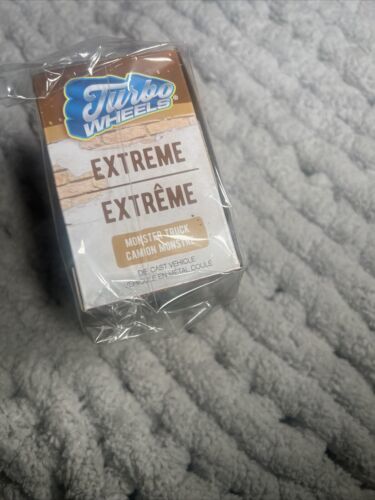 Turbo
WHEELS®
EXTREME
EXTRÊME
MONSTER TRUCK
CAMION MONSTRE
DIE CAST VEHICLE
VÉHICULE EN MÉTAL COULÉ